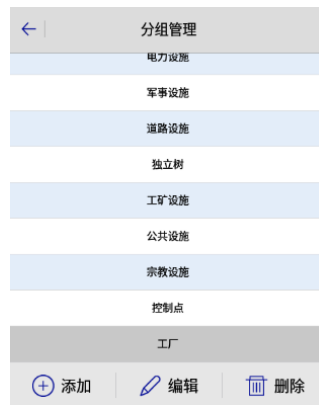 分组管理
电力设施
军事设施
道路设施
独立树
工矿设施
公共设施
宗教设施
控制点
工厂
添加 编辑 删除